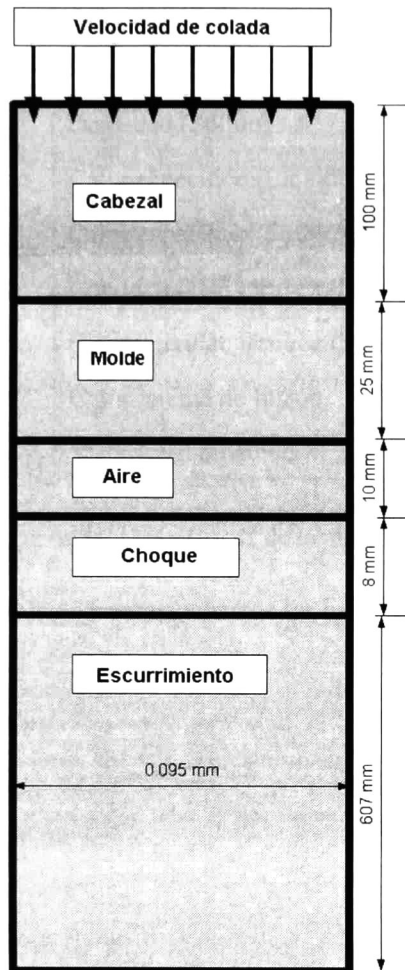 Velocidad de colada
Cabezal
100 mm
Molde
25 mm
Aire
10 mm
Choque
8 mm
Escurrimiento
0.095 mm
607 mm